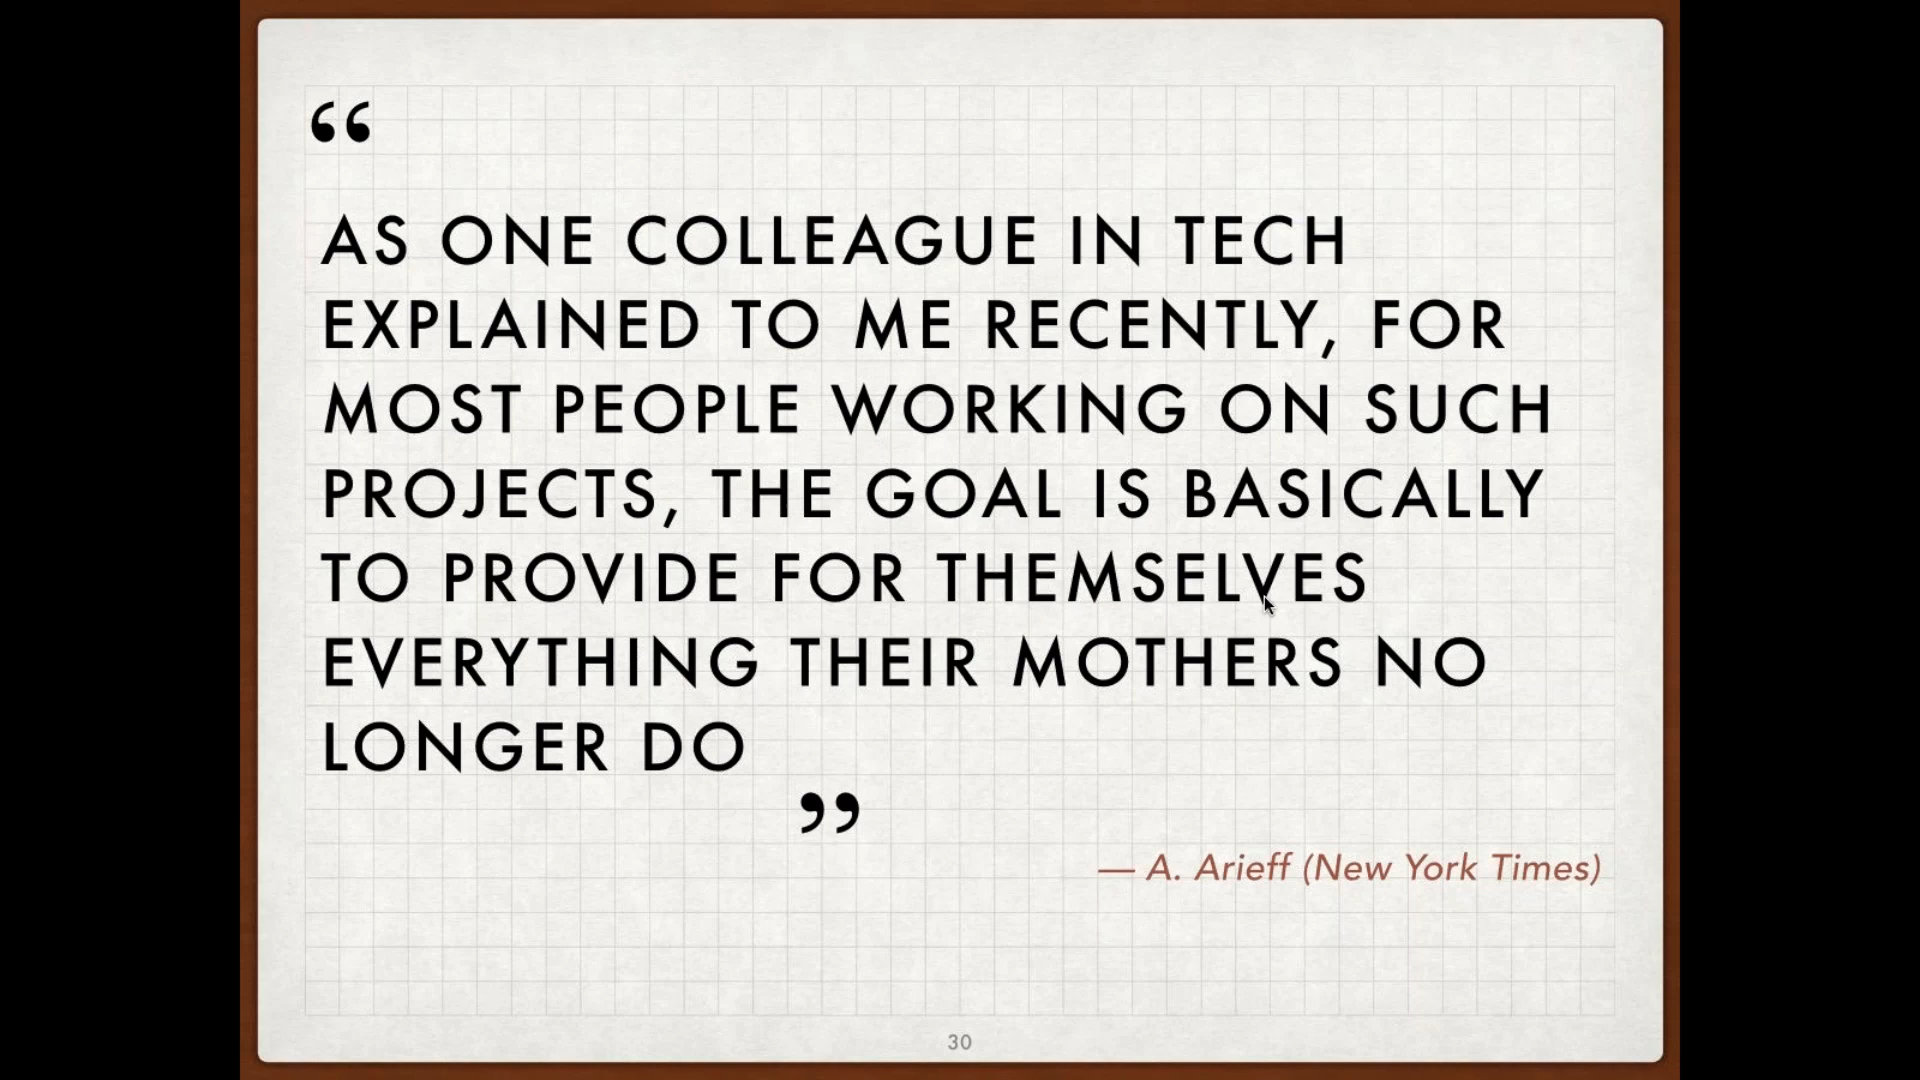 “
AS ONE COLLEAGUE IN TECH
EXPLAINED TO ME RECENTLY, FOR
MOST PEOPLE WORKING ON SUCH
PROJECTS, THE GOAL IS BASICALLY
TO PROVIDE FOR THEMSELVES
EVERYTHING THEIR MOTHERS NO
LONGER DO
”
— A. Arieff (New York Times)
30